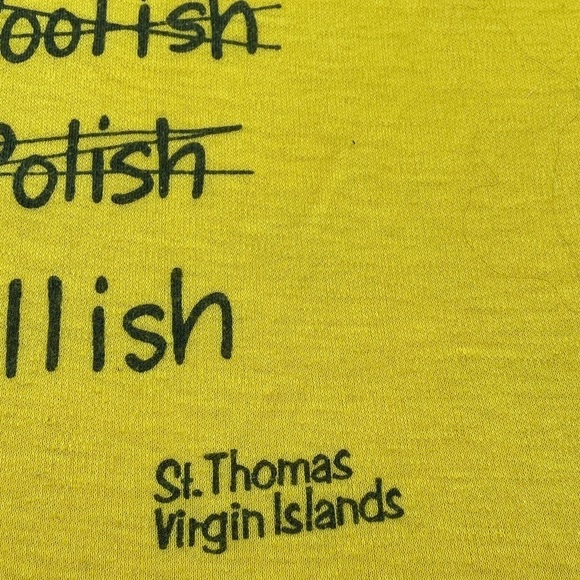 oolish
Polish
llish
St. Thomas
Virgin Islands